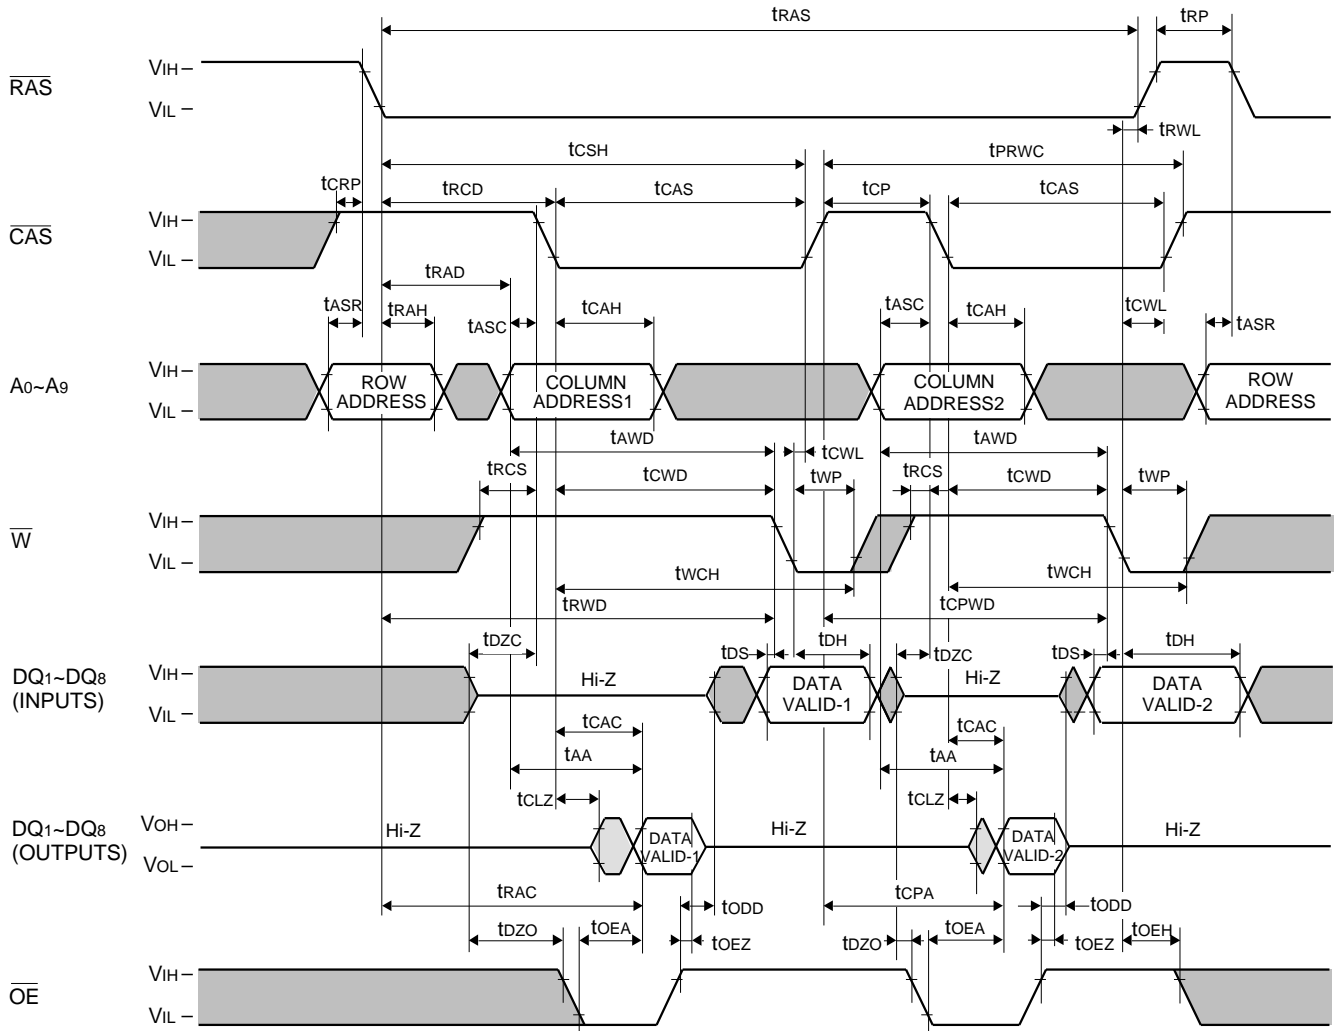 tRAS tRP
RAS VIH
VIL
tRWL
tCSH tPRWC
tCRP tRCD tCAS tCP tCAS
CAS VIH
VIL
tRAD
tASR tRAH tASC tCAH tASC tCAH tCWL tASR
A0~A9 VIH
VIL
ROW ADDRESS
COLUMN ADDRESS1
COLUMN ADDRESS2
ROW ADDRESS
tAWD tCWL tAWD
tRCS tCWD tWP tRCS tCWD tWP
W VIH
VIL
tWCH tWCH
tRWD tCPWD
tDZC tDS tDH tDZC tDS tDH
DQ1~DQ8 (INPUTS) VIH
VIL
Hi-Z
DATA VALID-1
Hi-Z
DATA VALID-2
tCAC tCAC
tAA tAA
tCLZ tCLZ
DQ1~DQ8 (OUTPUTS) VOH
VOL
Hi-Z
DATA VALID-1
Hi-Z
DATA VALID-2
Hi-Z
tRAC tODD tCPA tODD
tDZO tOEA tOEZ tDZO tOEA tOEZ tOEH
OE VIH
VIL